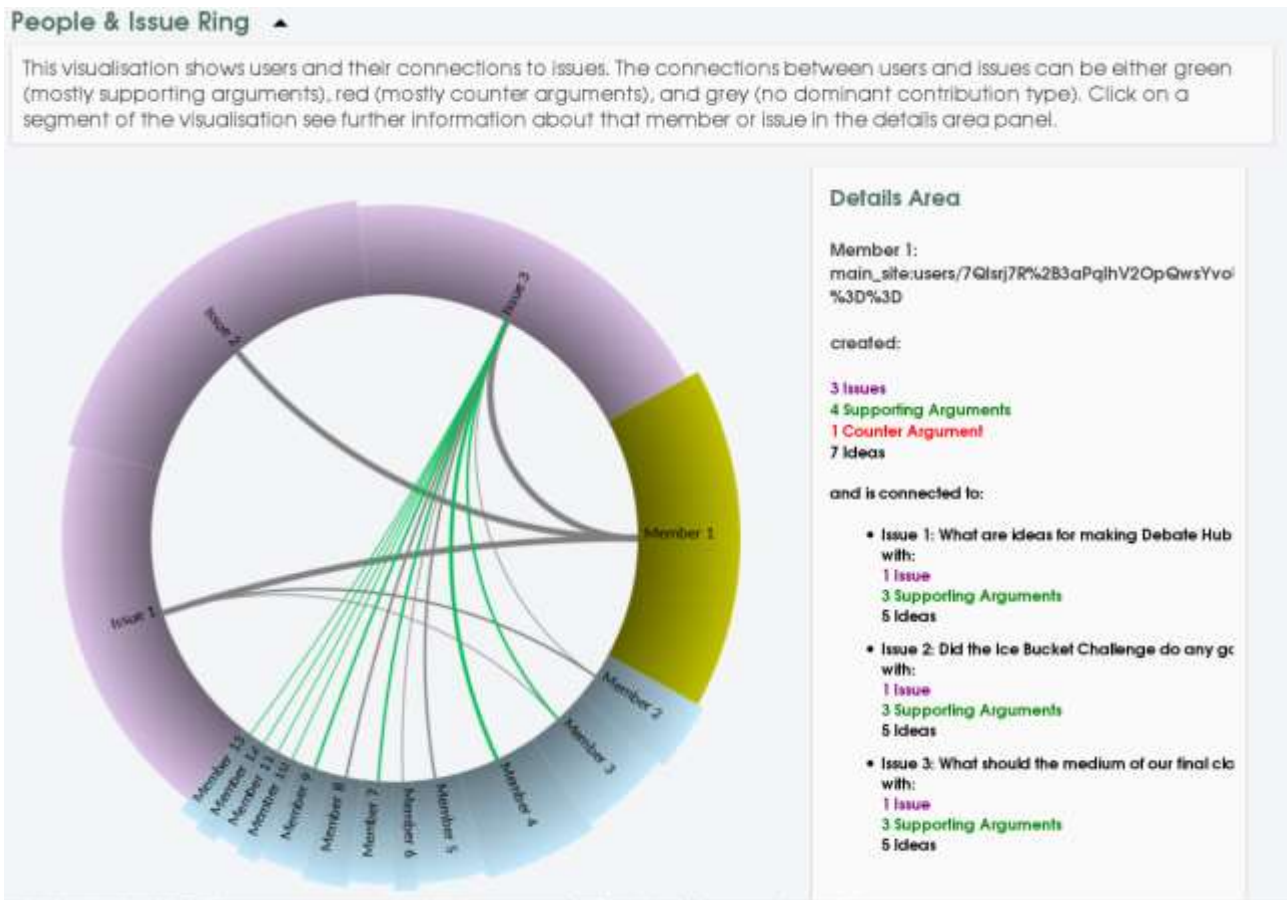 People & Issue Ring
This visualisation shows users and their connections to issues. The connections between users and issues can be either green
(mostly supporting arguments), red (mostly counter arguments), and grey (no dominant contribution type). Click on a
segment of the visualisation see further information about that member or issue in the details area panel.
Issue 3
Issue 2
Member 1
Issue 1
Member 2
Member 3
Member 4
Member 5
Member 6
Member 7
Member 8
Member 9
Member 10
Member 11
Member 12
Member 13
Details Area
Member 1:
%3D%3D
created:
3 Issues
4 Supporting Arguments
1 Counter Argument
7 Ideas
and is connected to:
• Issue 1: What are ideas for making Debate Hub
with:
1 Issue
3 Supporting Arguments
5 Ideas
• Issue 2: Did the Ice Bucket Challenge do any
with:
1 Issue
3 Supporting Arguments
5 Ideas
• Issue 3: What should the medium of our final
with:
1 Issue
3 Supporting Arguments
5 Ideas